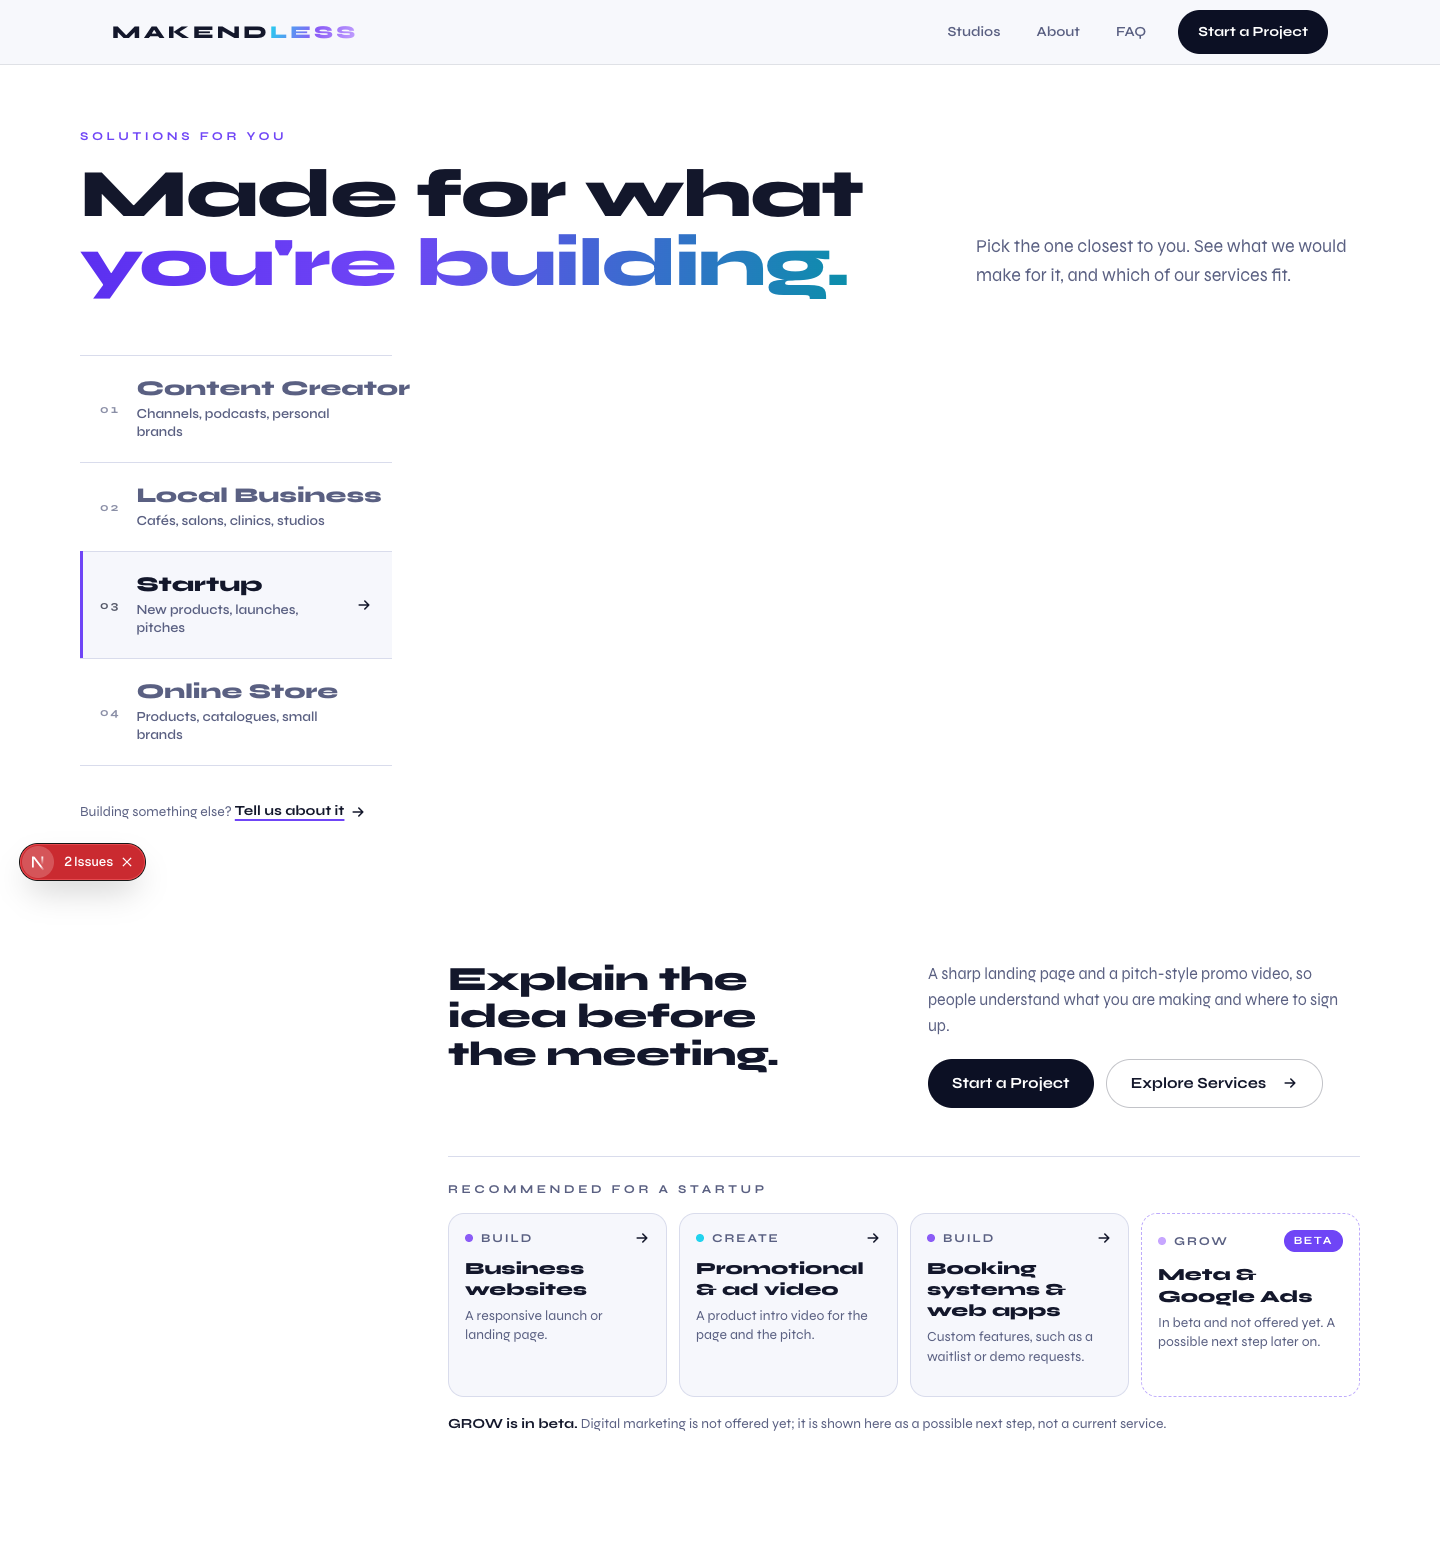 MAKENDLESS
Studios
About
FAQ
Start a Project
SOLUTIONS FOR YOU
Made for what
you're building.
Pick the one closest to you. See what we would
make for it, and which of our services fit.
01
Content Creator
Channels, podcasts, personal
brands
02
Local Business
Cafés, salons, clinics, studios
03
Startup
New products, launches,
pitches
→
04
Online Store
Products, catalogues, small
brands
Building something else? Tell us about it →
N 2 Issues ×
Explain the
idea before
the meeting.
A sharp landing page and a pitch-style promo video, so
people understand what you are making and where to sign
up.
Start a Project
Explore Services →
RECOMMENDED FOR A STARTUP
BUILD →
Business
websites
A responsive launch or
landing page.
CREATE →
Promotional
& ad video
A product intro video for the
page and the pitch.
BUILD →
Booking
systems &
web apps
Custom features, such as a
waitlist or demo requests.
GROW BETA
Meta &
Google Ads
In beta and not offered yet. A
possible next step later on.
GROW is in beta. Digital marketing is not offered yet; it is shown here as a possible next step, not a current service.